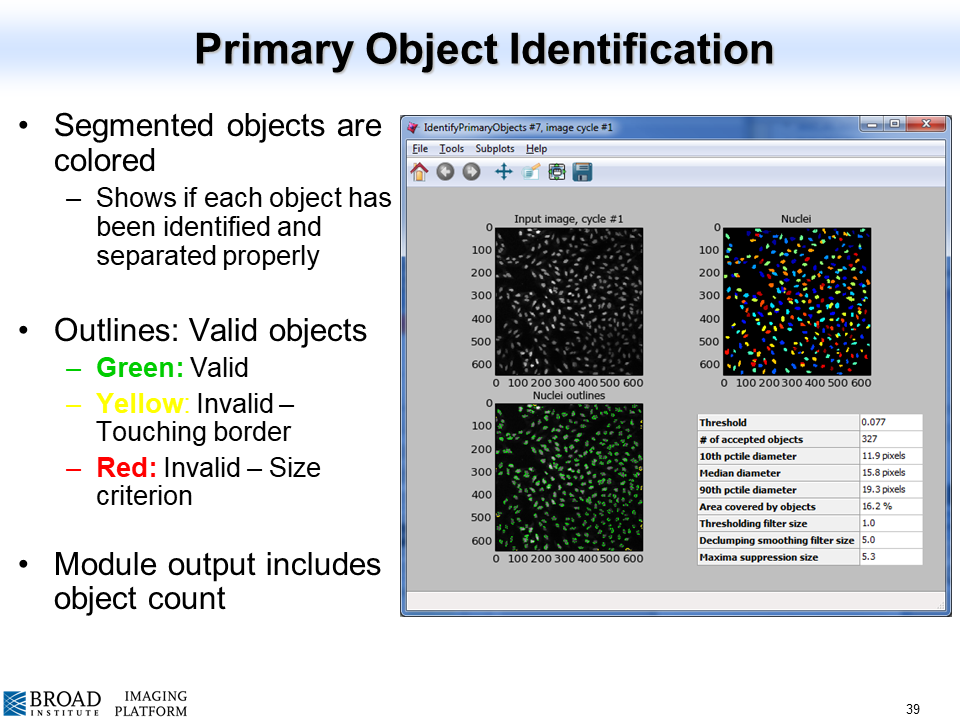 Primary Object Identification
• Segmented objects are
colored
– Shows if each object has
been identified and
separated properly
• Outlines: Valid objects
– Green: Valid
– Yellow: Invalid –
Touching border
– Red: Invalid – Size
criterion
• Module output includes
object count
IdentifyPrimaryObjects #7, image cycle #1
File Tools Subplots Help
Input image, cycle #1
0
100
200
300
400
500
600
0 100 200 300 400 500 600
Nuclei
0
100
200
300
400
500
600
0 100 200 300 400 500 600
Nuclei outlines
0
100
200
300
400
500
600
0 100 200 300 400 500 600
Threshold 0.077
# of accepted objects 327
10th pctile diameter 11.9 pixels
Median diameter 15.8 pixels
90th pctile diameter 19.3 pixels
Area covered by objects 16.2 %
Thresholding filter size 1.0
Declumping smoothing filter size 5.0
Maxima suppression size 5.3
BROAD
INSTITUTE
IMAGING
PLATFORM
39